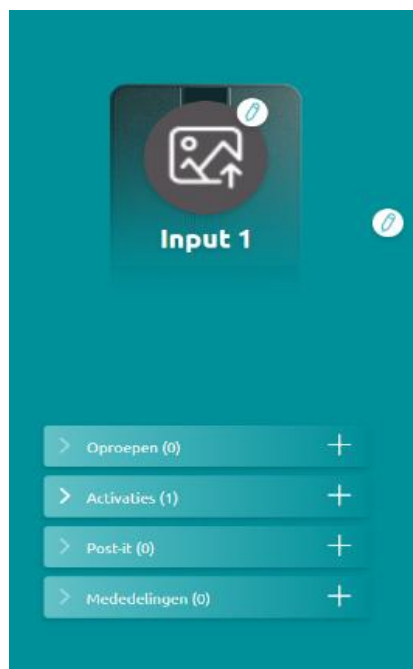 Input 1
Oproepen (0)
Activaties (1)
Post-it (0)
Mededelingen (0)